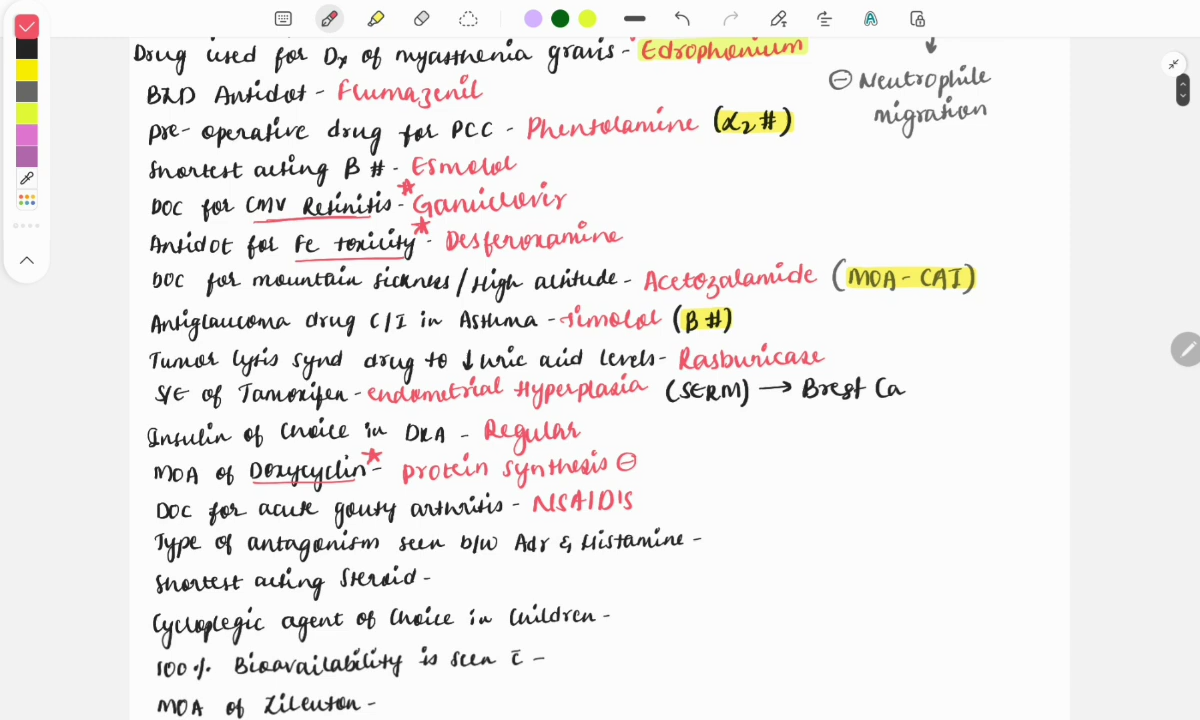 Drug used for Dx of myasthenia gravis - Edrophonium
↓
⊖ Neutrophile
migration
BZD Antidot - Flumazenil
Pre-operative drug for PCC - Phentolamine (α2 #)
Shortest acting β # - Esmolol
DOC for CMV Retinitis - Ganiclovir
Antidot for Fe toxicity - Desferoxamine
DOC for mountain sickness / High altitude - Acetozalamide (MOA - CAI)
Antiglaucoma drug C/I in Asthma - Timolol (β #)
Tumor lysis synd drug to ↓ uric acid levels - Rasburicase
S/E of Tamoxifen - endometrial Hyperplasia (SERM) → Brest Ca
Insulin of Choice in DKA - Regular
MOA of Doxycyclin - protein synthesis ⊖
DOC for acute gouty arthritis - NSAID'S
Type of antagonism seen b/w Adr & Histamine -
Shortest acting Steroid -
Cycloplegic agent of Choice in Children -
100% Bioavailability is seen c̄ -
MOA of Zileuton -